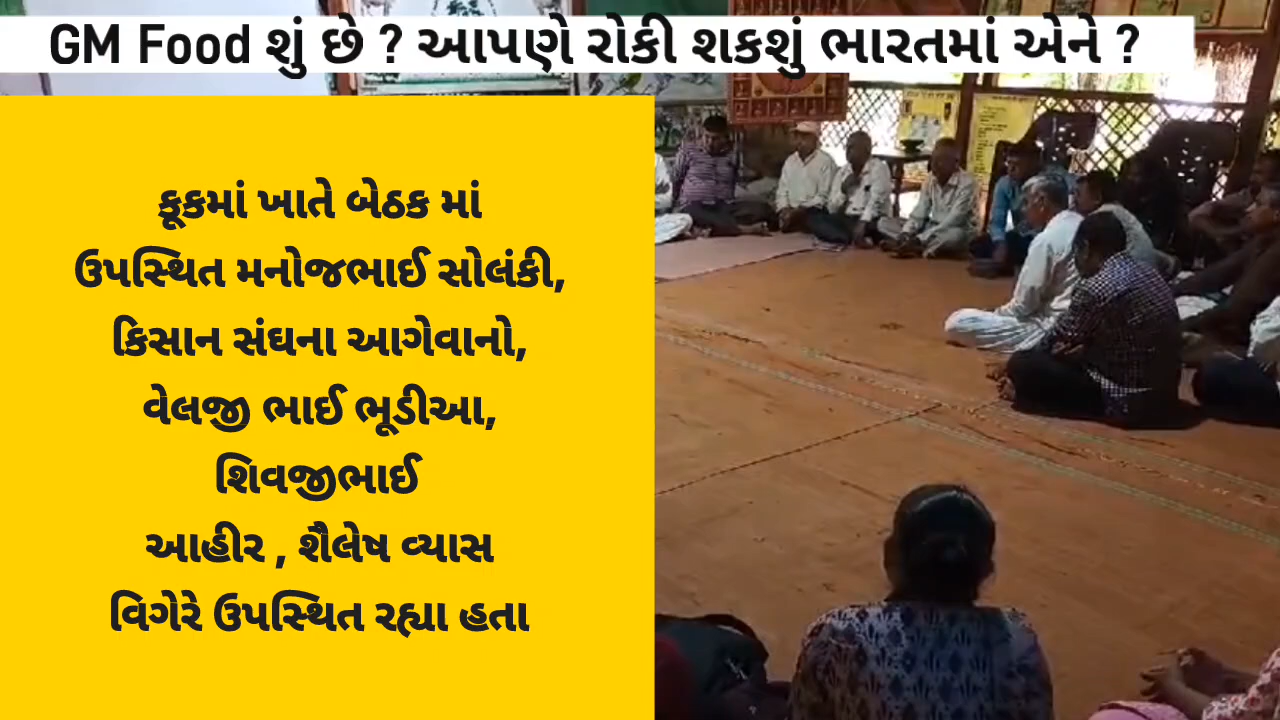 GM Food શું છે ? આપણે રોકી શકશું ભારતમાં એને ?
કૂકમાં ખાતે બેઠક માં
ઉપસ્થિત મનોજભાઈ સોલંકી,
કિસાન સંઘના આગેવાનો,
વેલજી ભાઈ ભૂડીઆ,
શિવજીભાઈ
આહીર , શૈલેષ વ્યાસ
વિગેરે ઉપસ્થિત રહ્યા હતા